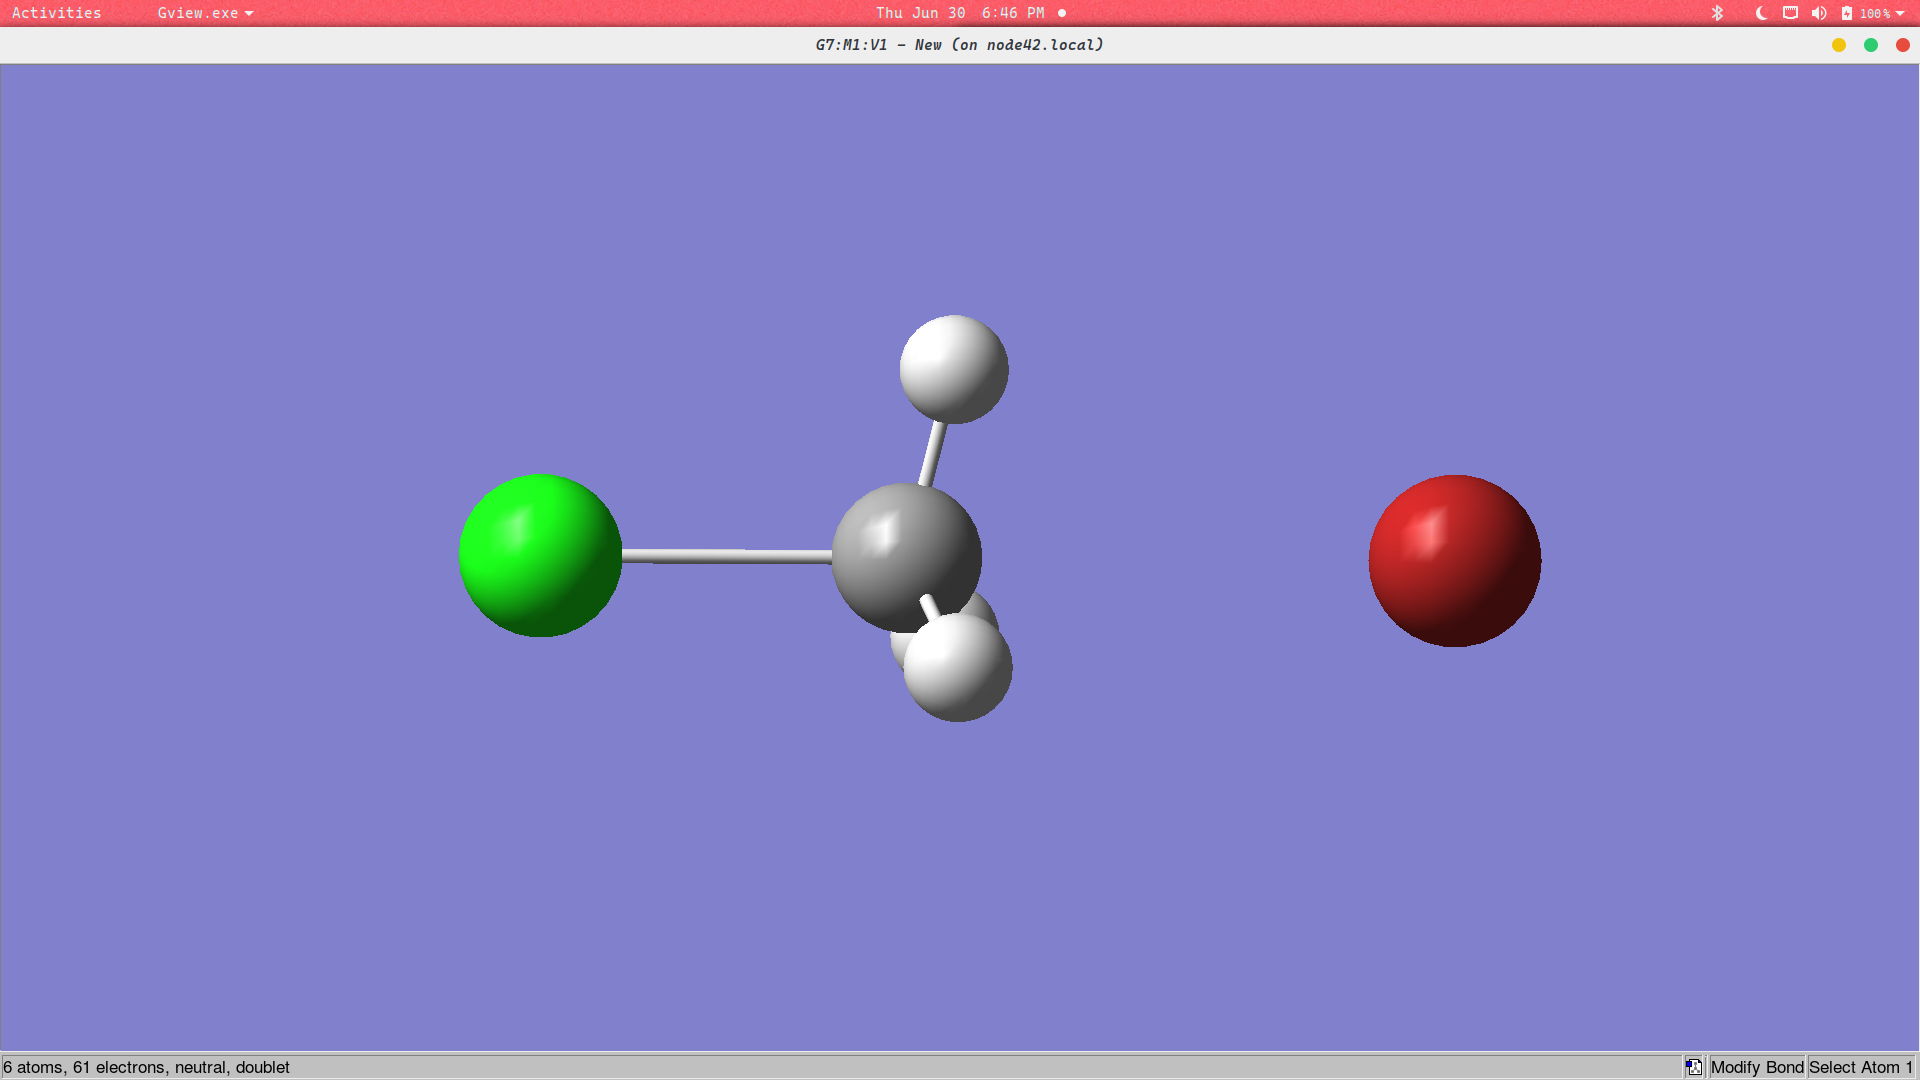 Activities Gview.exe Thu Jun 30 6:46 PM 100%
G7:M1:V1 - New (on node42.local)
6 atoms, 61 electrons, neutral, doublet Modify Bond Select Atom 1